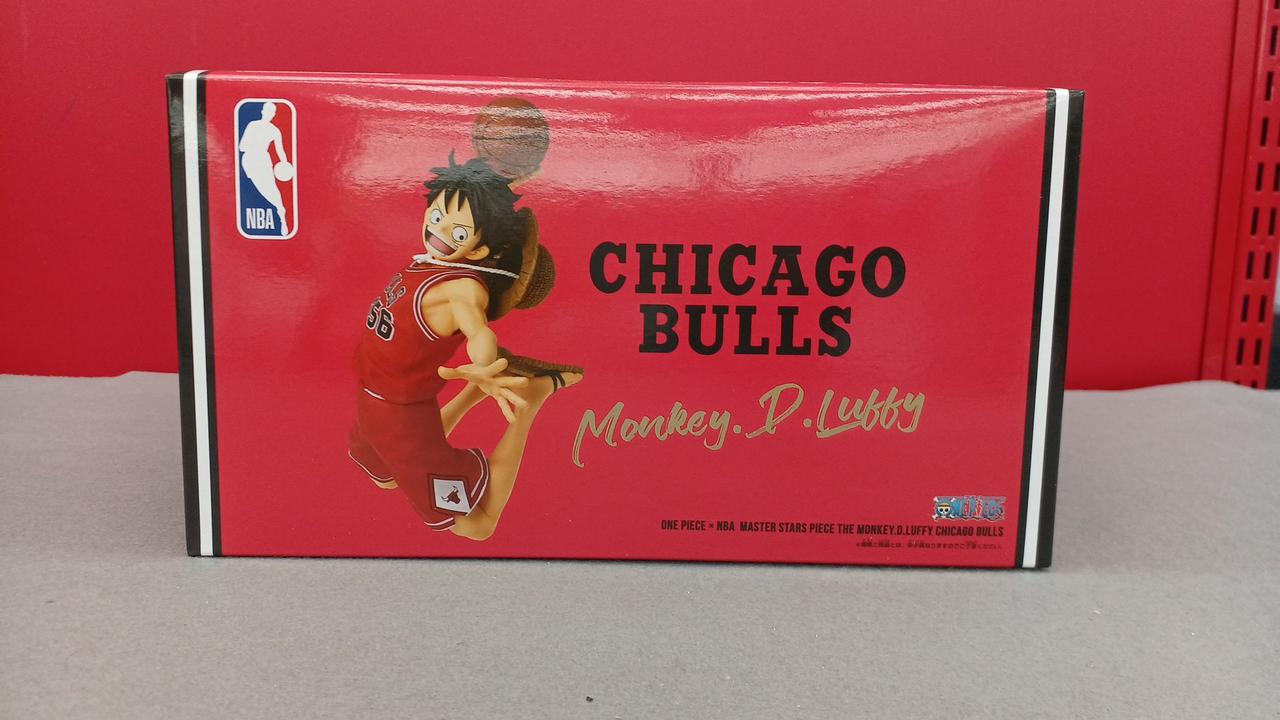 NBA
56
CHICAGO
BULLS
Monkey.D.Luffy
ONE PIECE
ONE PIECE × NBA MASTER STARS PIECE THE MONKEY.D.LUFFY CHICAGO BULLS